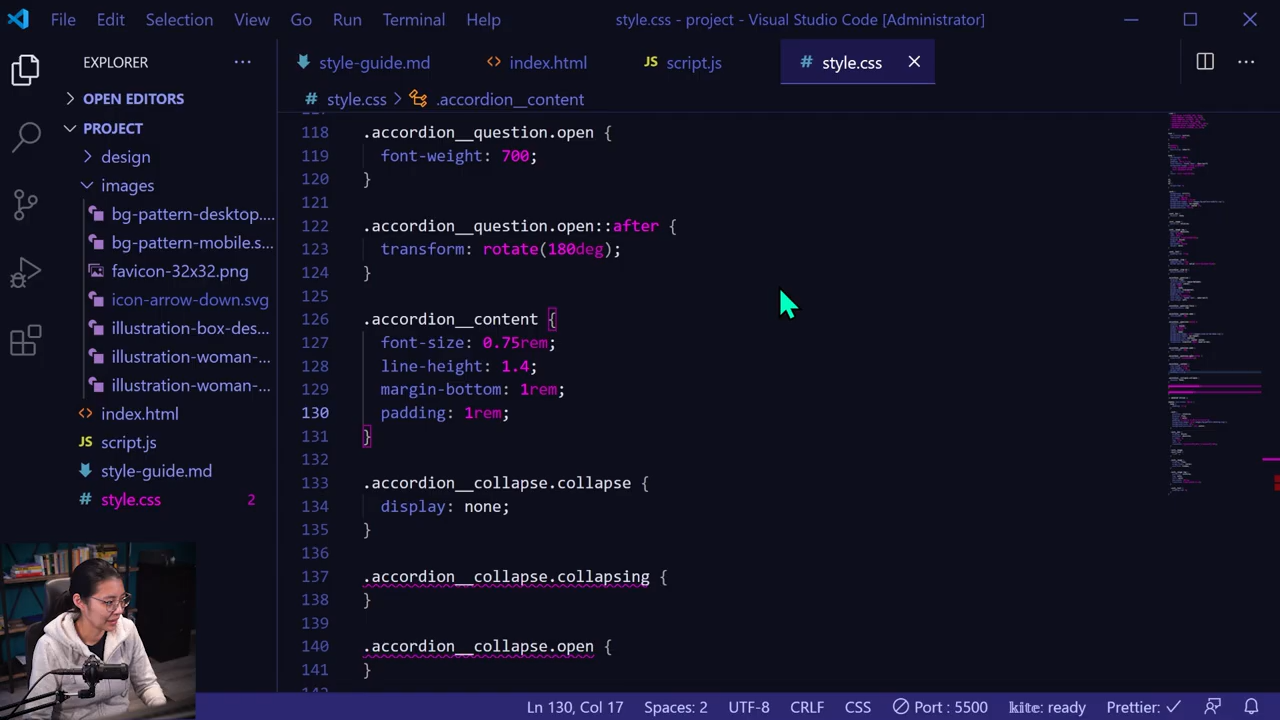 File Edit Selection View Go Run Terminal Help style.css - project - Visual Studio Code [Administrator]
EXPLORER ···
style-guide.md <> index.html JS script.js # style.css
# style.css > .accordion__content
OPEN EDITORS
PROJECT
design
images
bg-pattern-desktop....
bg-pattern-mobile.s...
favicon-32x32.png
icon-arrow-down.svg
illustration-box-des...
illustration-woman-...
illustration-woman-...
<> index.html
JS script.js
style-guide.md
# style.css 2
118 .accordion__question.open {
119 font-weight: 700;
120 }
121
122 .accordion__question.open::after {
123 transform: rotate(180deg);
124 }
125
126 .accordion__content {
127 font-size: 0.75rem;
128 line-height: 1.4;
129 margin-bottom: 1rem;
130 padding: 1rem;
131 }
132
133 .accordion__collapse.collapse {
134 display: none;
135 }
136
137 .accordion__collapse.collapsing {
138 }
139
140 .accordion__collapse.open {
141 }
Ln 130, Col 17 Spaces: 2 UTF-8 CRLF CSS Port : 5500 kite: ready Prettier: ✓